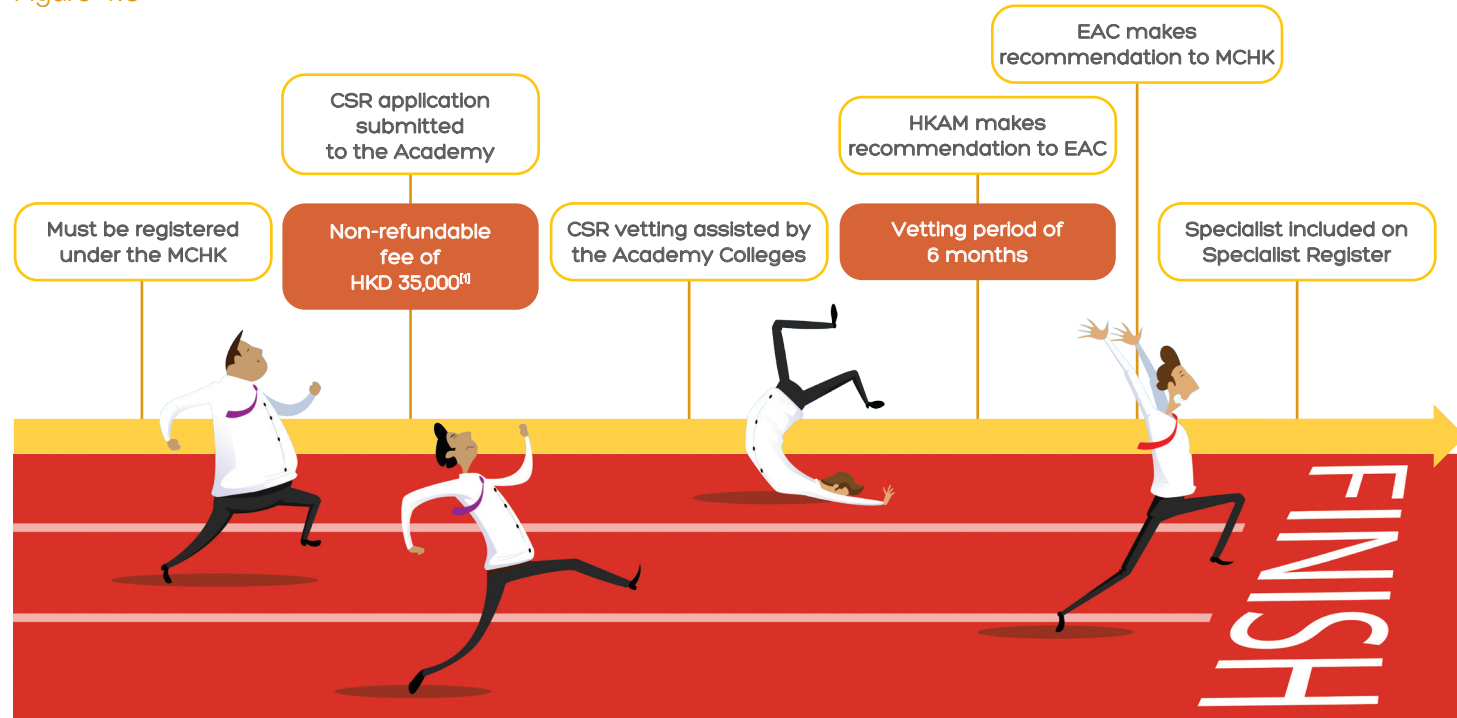 Must be registered
under the MCHK
CSR application
submitted
to the Academy
Non-refundable
fee of
HKD 35,000[1]
CSR vetting assisted by
the Academy Colleges
HKAM makes
recommendation to EAC
Vetting period of
6 months
EAC makes
recommendation to MCHK
Specialist included on
Specialist Register
FINISH